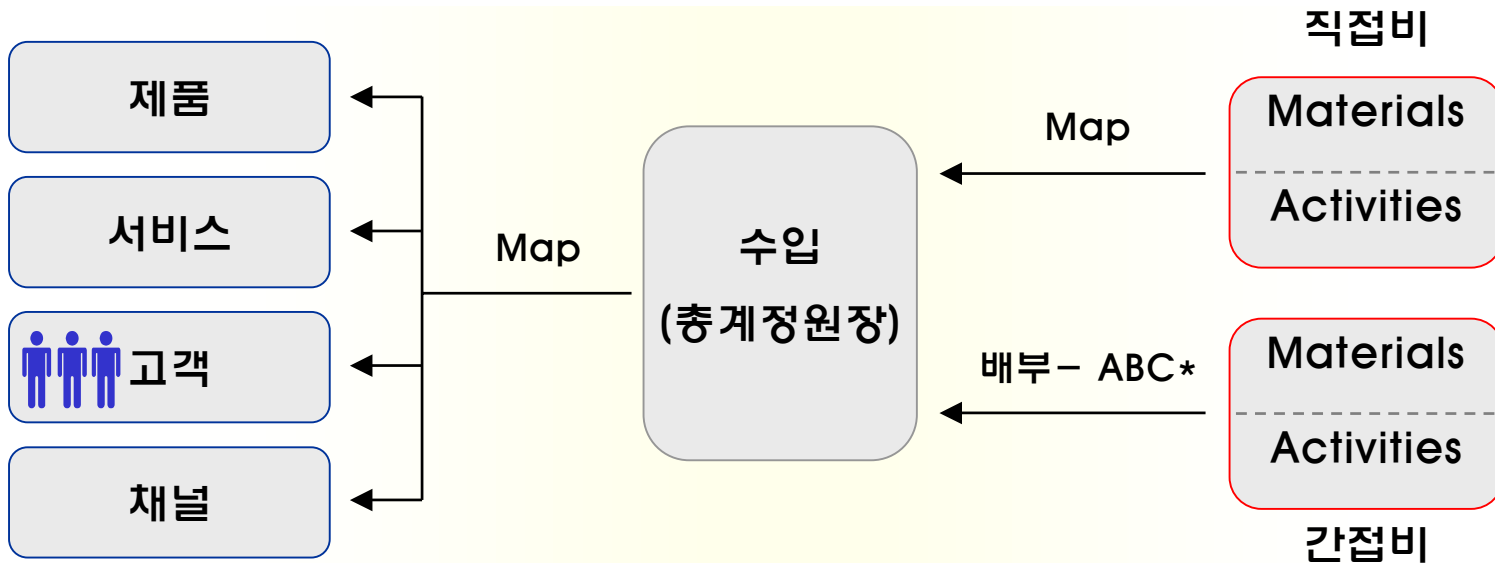 직접비
제품
Materials
Map
Activities
서비스
Map
수입
(총계정원장)
고객
배부- ABC*
Materials
Activities
채널
간접비